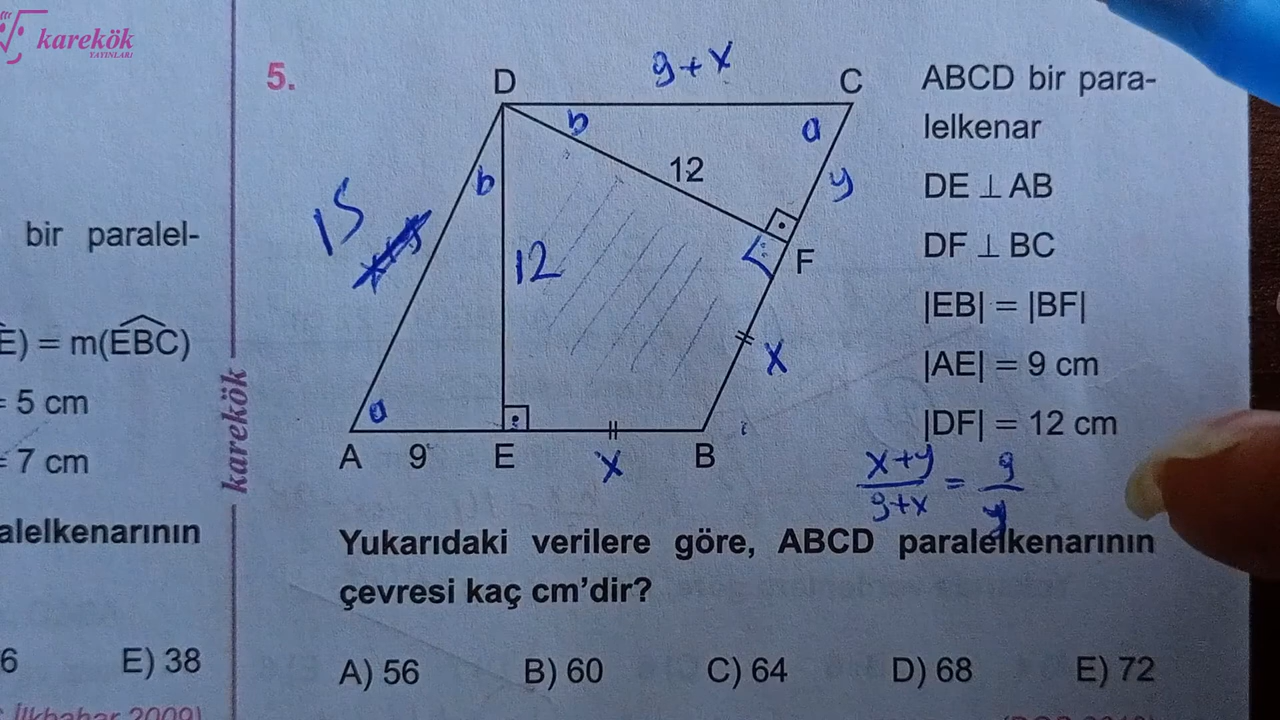 karekök
YAYINLARI
bir paralel-
E) = m(EBC)
= 5 cm
= 7 cm
alelkenarının
6 E) 38
karekök
5.
g+x
D
C
b
a
12
y
b
15
12
F
x
a
A 9 E x B
ABCD bir para-
lelkenar
DE ⊥ AB
DF ⊥ BC
|EB| = |BF|
|AE| = 9 cm
|DF| = 12 cm
x+y/9+x = 9/y
Yukarıdaki verilere göre, ABCD paralelkenarının
çevresi kaç cm'dir?
A) 56 B) 60 C) 64 D) 68 E) 72